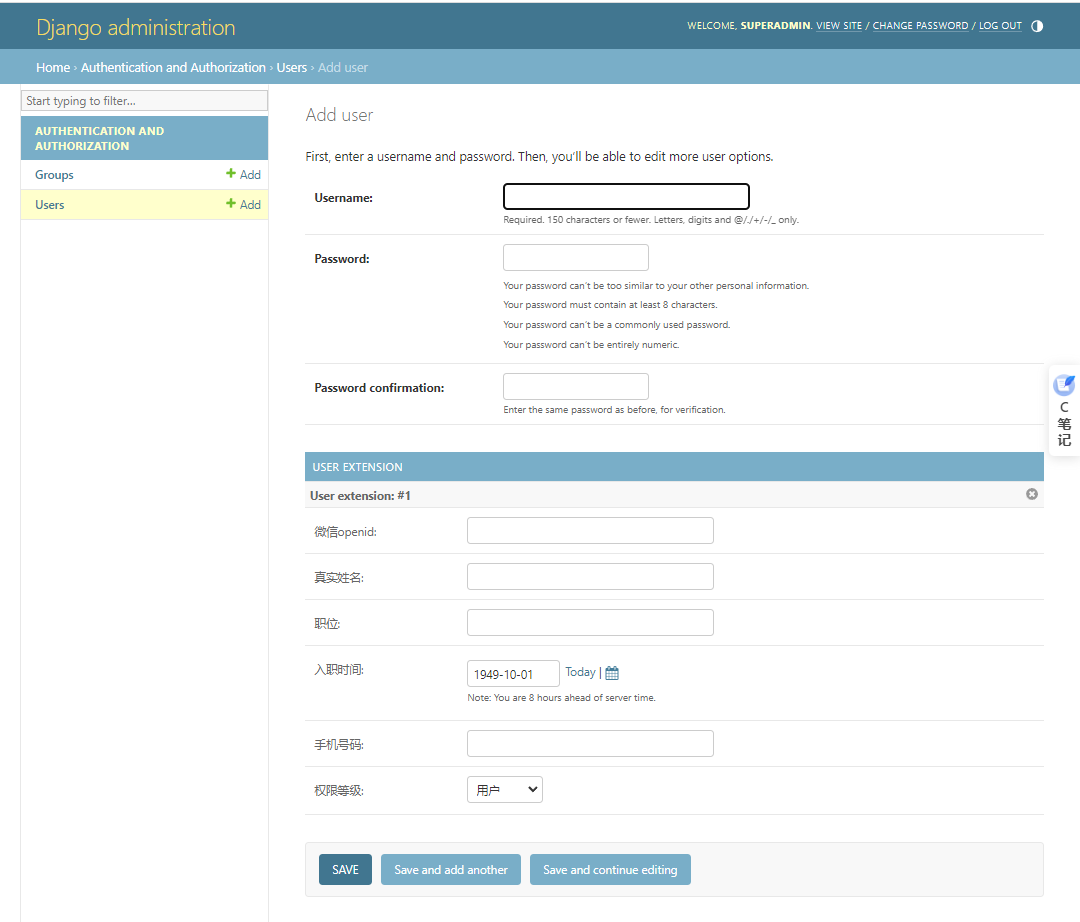 Django administration
WELCOME, SUPERADMIN. VIEW SITE / CHANGE PASSWORD / LOG OUT
Home › Authentication and Authorization › Users › Add user
Start typing to filter...
AUTHENTICATION AND
AUTHORIZATION
Groups
+ Add
Users
+ Add
Add user
First, enter a username and password. Then, you’ll be able to edit more user options.
Username:
Required. 150 characters or fewer. Letters, digits and @/./+/-/_ only.
Password:
Your password can’t be too similar to your other personal information.
Your password must contain at least 8 characters.
Your password can’t be a commonly used password.
Your password can’t be entirely numeric.
Password confirmation:
Enter the same password as before, for verification.
USER EXTENSION
User extension: #1
微信openid:
真实姓名:
职位:
入职时间:
1949-10-01
Today |
Note: You are 8 hours ahead of server time.
手机号码:
权限等级:
用户
SAVE
Save and add another
Save and continue editing
C
笔
记